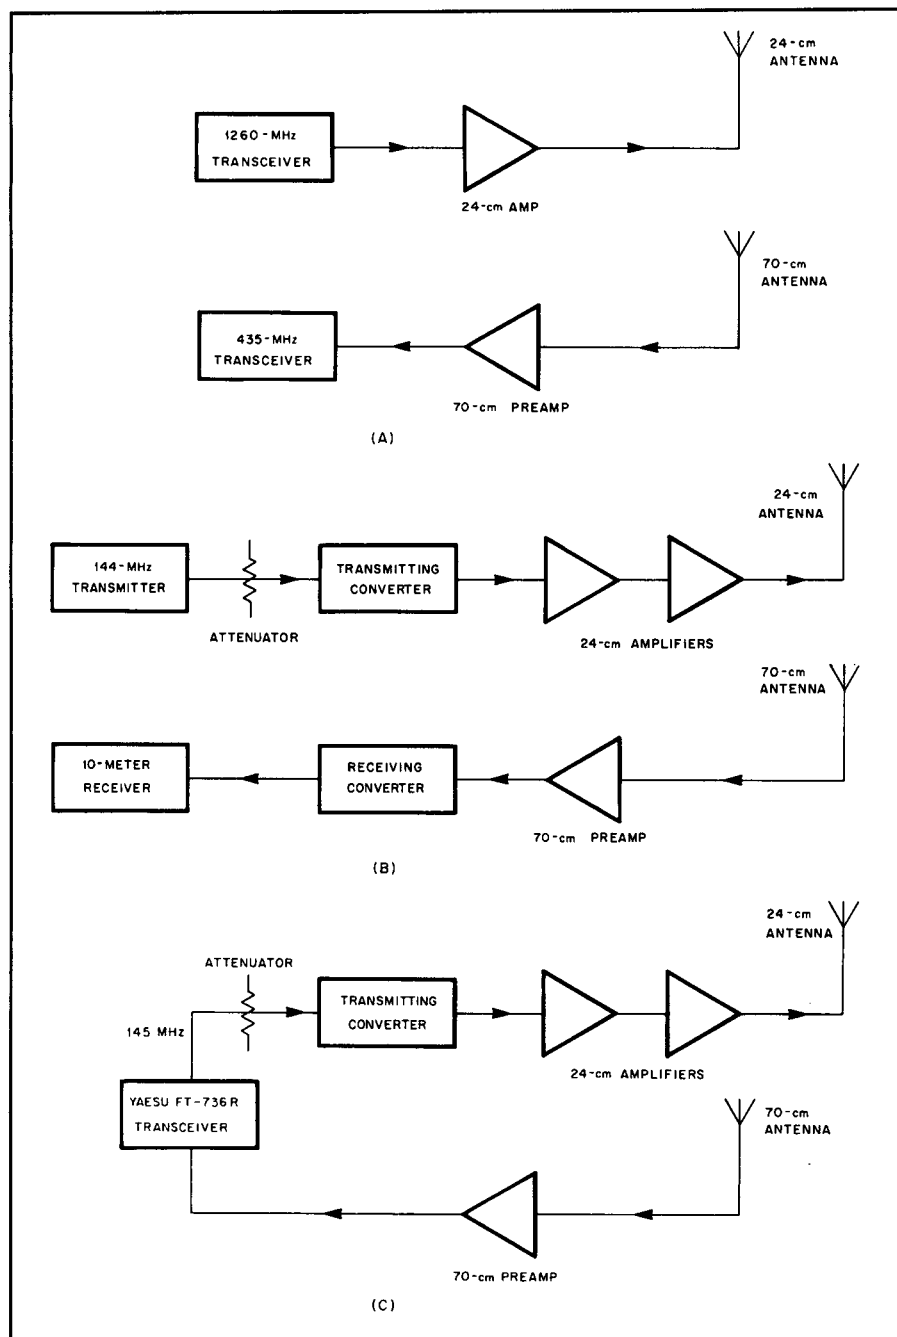 24-cm
ANTENNA
1260-MHz
TRANSCEIVER
24-cm AMP
70-cm
ANTENNA
435-MHz
TRANSCEIVER
70-cm PREAMP
(A)
24-cm
ANTENNA
144-MHz
TRANSMITTER
ATTENUATOR
TRANSMITTING
CONVERTER
24-cm AMPLIFIERS
70-cm
ANTENNA
10-METER
RECEIVER
RECEIVING
CONVERTER
70-cm PREAMP
(B)
24-cm
ANTENNA
ATTENUATOR
TRANSMITTING
CONVERTER
145 MHz
24-cm AMPLIFIERS
YAESU FT-736R
TRANSCEIVER
70-cm
ANTENNA
70-cm PREAMP
(C)